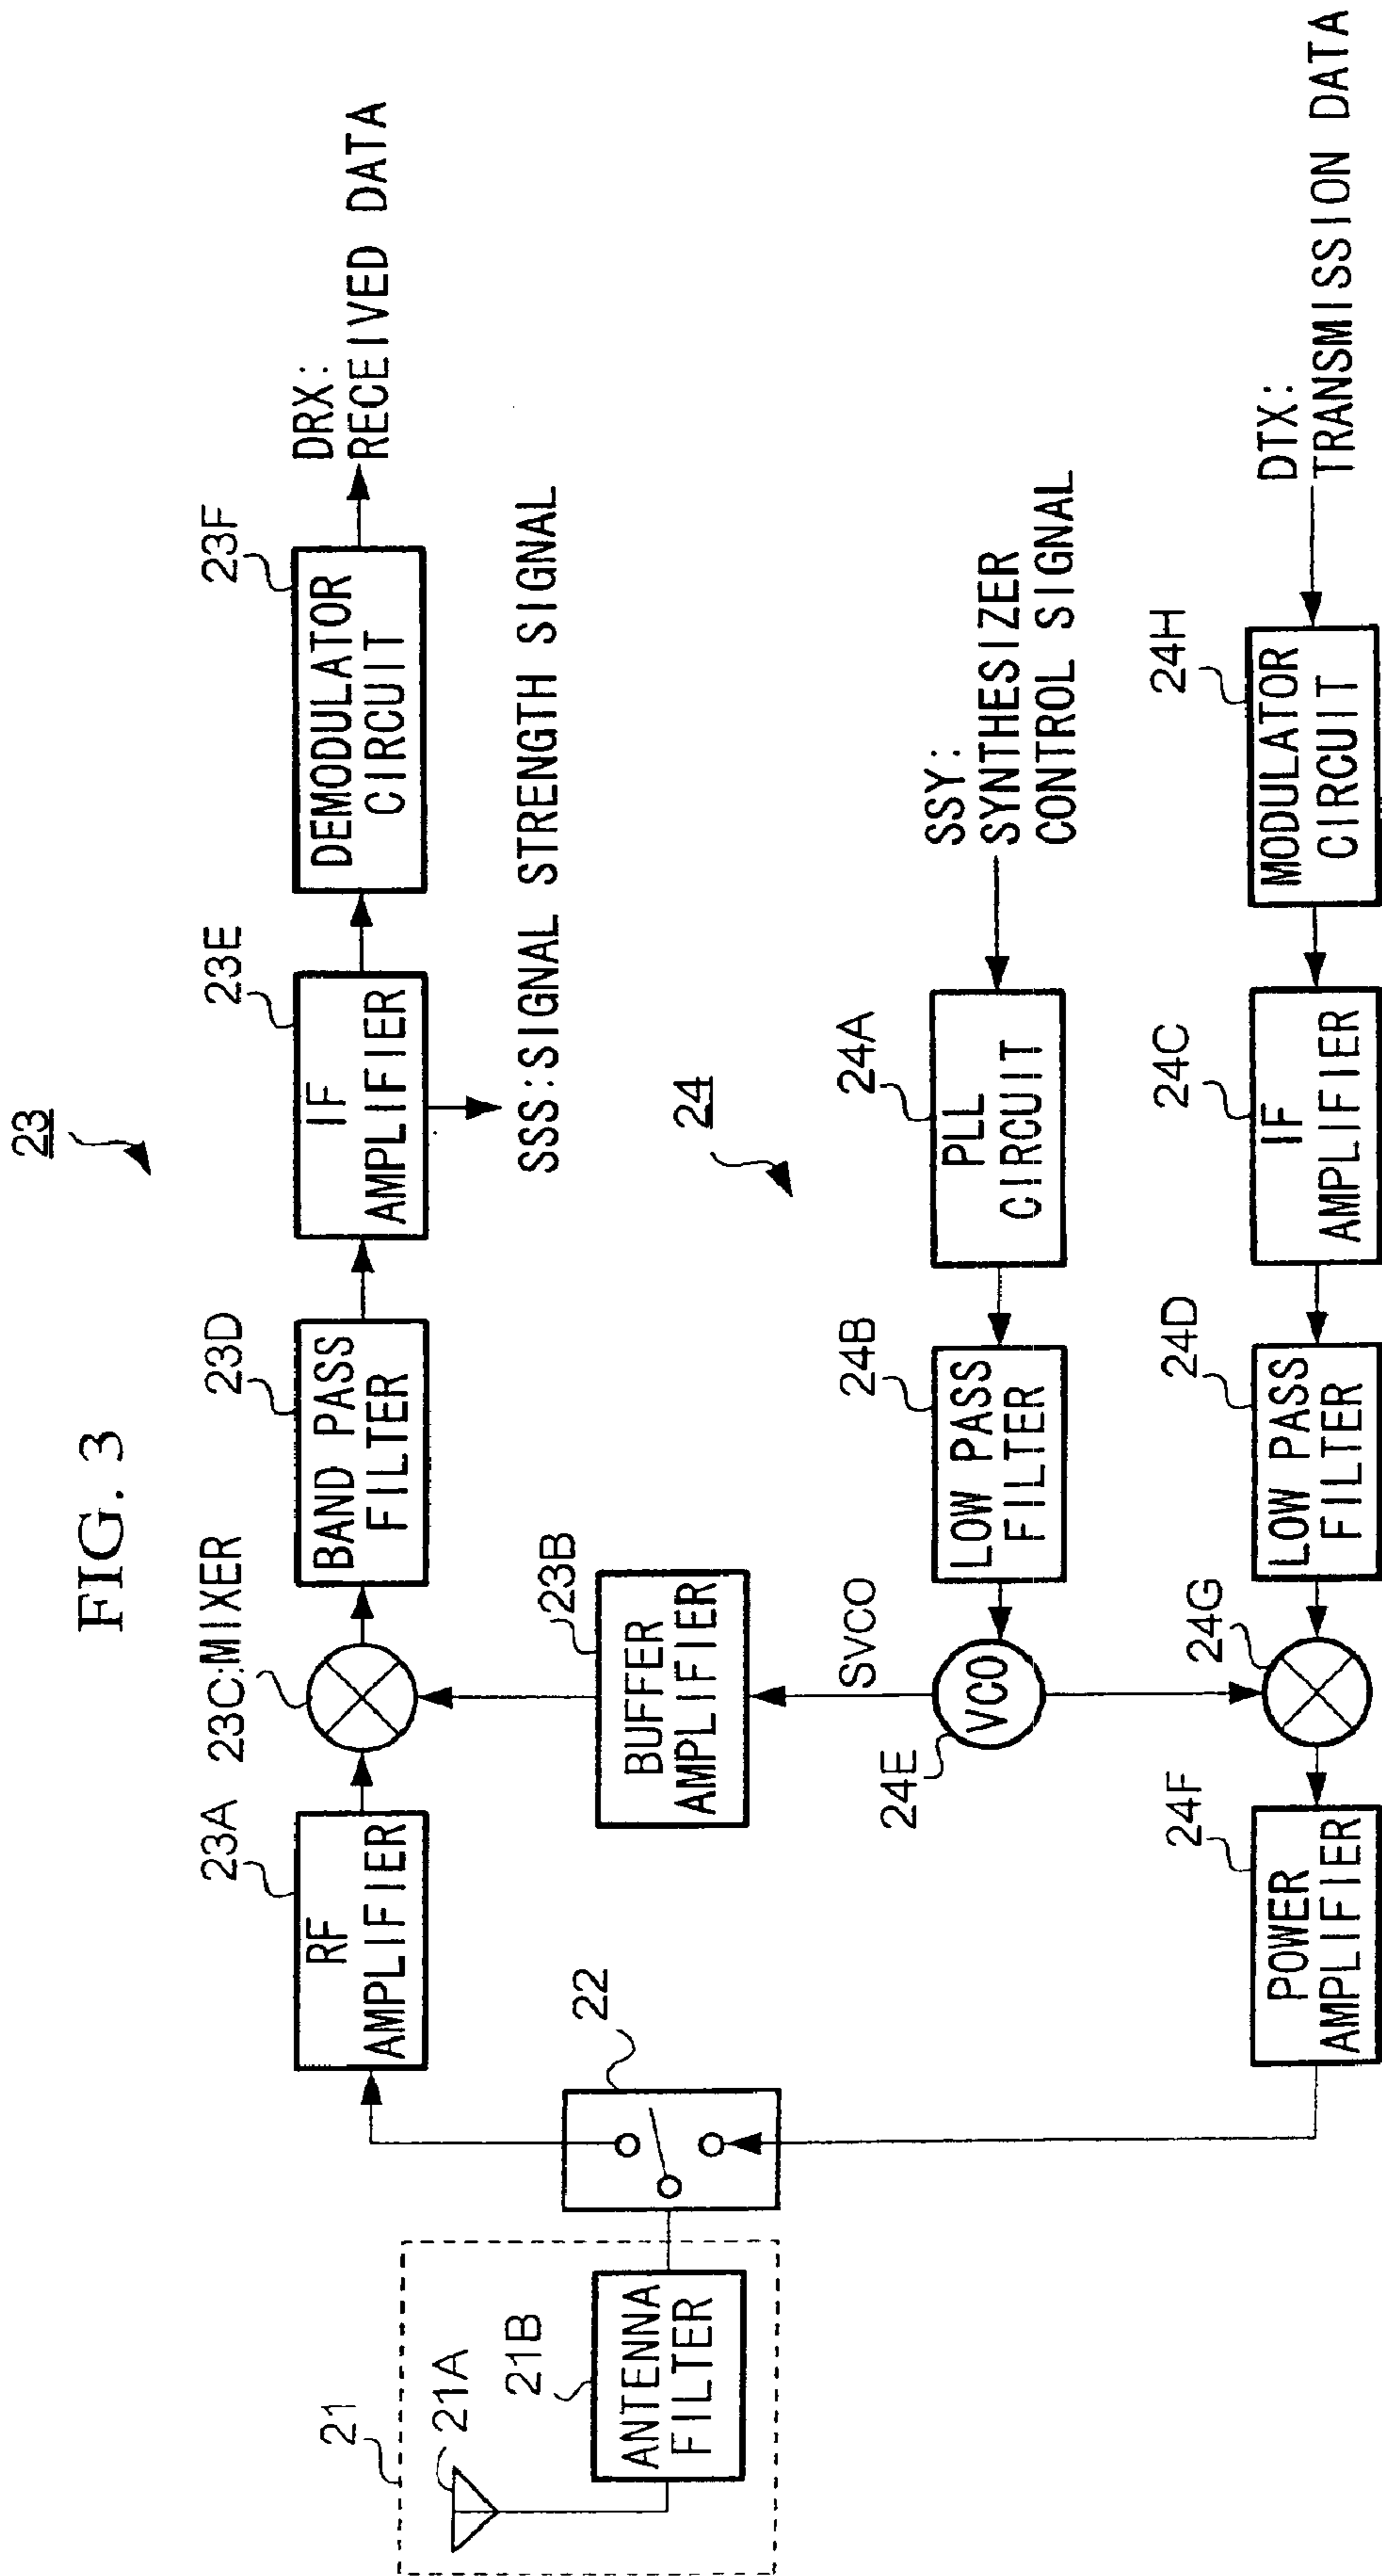 FIG. 3
23
23A
23C:MIXER
23D
23E
23F
RF
AMPLIFIER
BAND PASS
FILTER
IF
AMPLIFIER
DEMODULATOR
CIRCUIT
DRX:
RECEIVED DATA
SSS:SIGNAL STRENGTH SIGNAL
21
21A
21B
ANTENNA
FILTER
22
BUFFER
AMPLIFIER
23B
24
SVCO
24E
VCO
24B
LOW PASS
FILTER
24A
PLL
CIRCUIT
SSY:
SYNTHESIZER
CONTROL SIGNAL
24F
POWER
AMPLIFIER
24G
24D
LOW PASS
FILTER
24C
IF
AMPLIFIER
24H
MODULATOR
CIRCUIT
DTX:
TRANSMISSION DATA